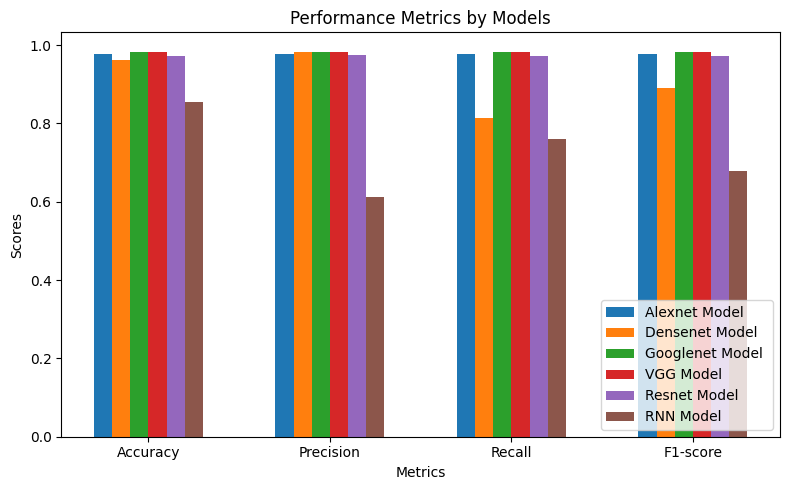 Performance Metrics by Models
Scores
1.0
0.8
0.6
0.4
0.2
0.0
Accuracy
Precision
Recall
F1-score
Metrics
Alexnet Model
Densenet Model
Googlenet Model
VGG Model
Resnet Model
RNN Model